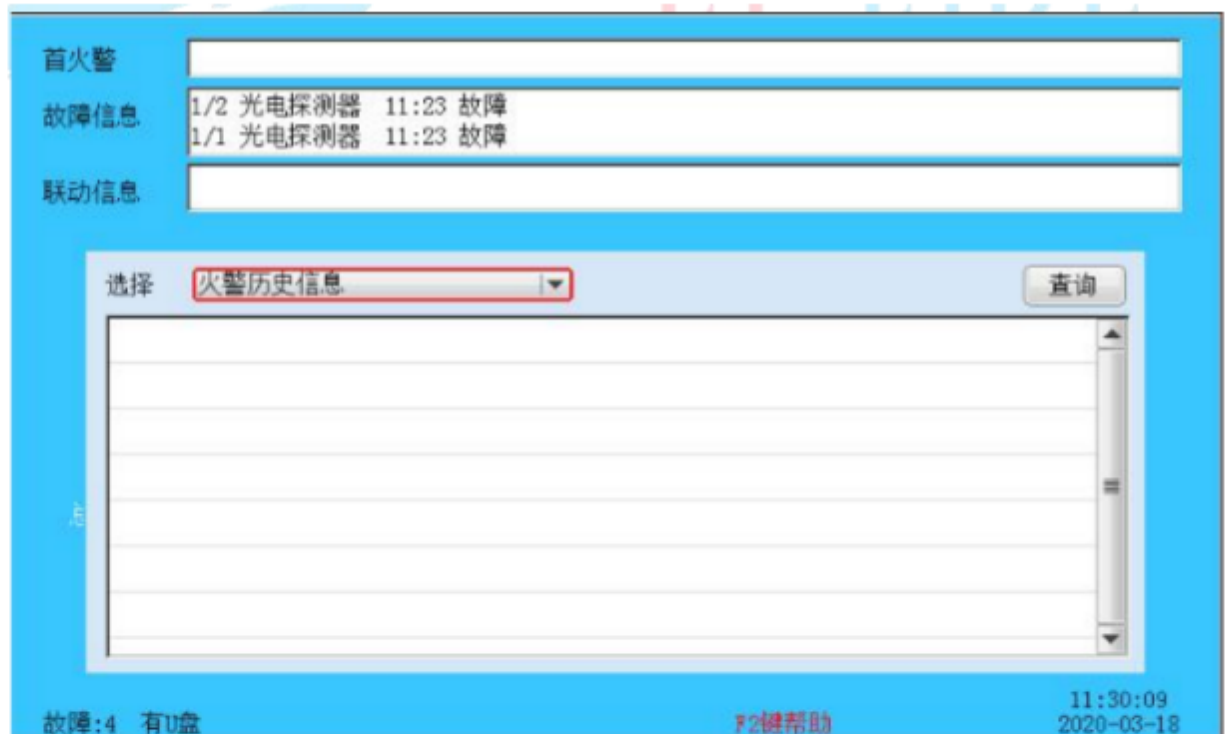 首火警
故障信息
1/2 光电探测器 11:23 故障
1/1 光电探测器 11:23 故障
联动信息
选择 火警历史信息 查询
故障:4 有U盘 F2键帮助 11:30:09
2020-03-18